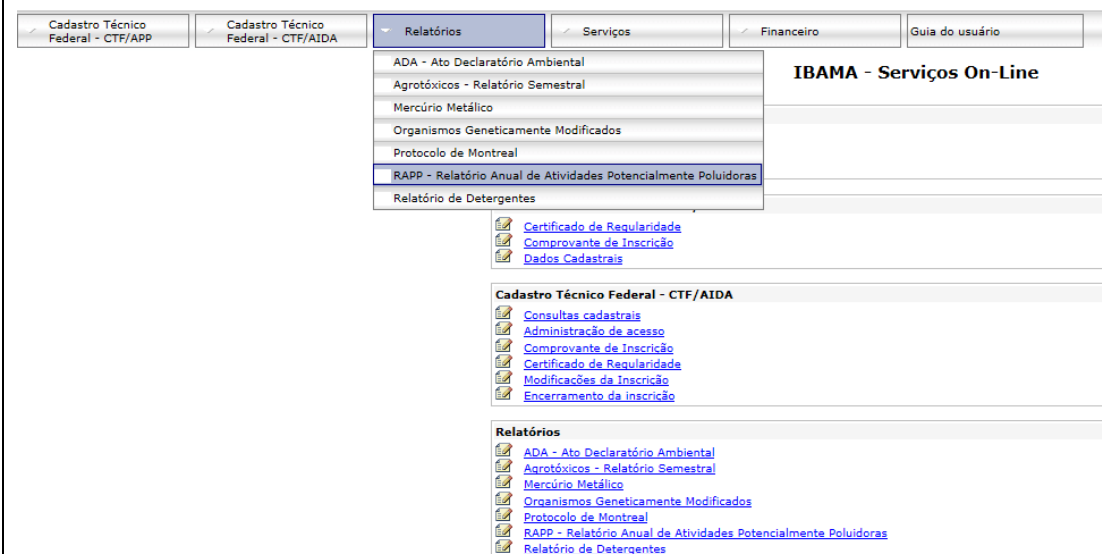 Cadastro Técnico
Federal - CTF/APP
Cadastro Técnico
Federal - CTF/AIDA
Relatórios
Serviços
Financeiro
Guia do usuário
ADA - Ato Declaratório Ambiental
Agrotóxicos - Relatório Semestral
Mercúrio Metálico
Organismos Geneticamente Modificados
Protocolo de Montreal
RAPP - Relatório Anual de Atividades Potencialmente Poluidoras
Relatório de Detergentes
IBAMA - Serviços On-Line
Certificado de Regularidade
Comprovante de Inscrição
Dados Cadastrais
Cadastro Técnico Federal - CTF/AIDA
Consultas cadastrais
Administração de acesso
Comprovante de Inscrição
Certificado de Regularidade
Modificações da Inscrição
Encerramento da inscrição
Relatórios
ADA - Ato Declaratório Ambiental
Agrotóxicos - Relatório Semestral
Mercúrio Metálico
Organismos Geneticamente Modificados
Protocolo de Montreal
RAPP - Relatório Anual de Atividades Potencialmente Poluidoras
Relatório de Detergentes